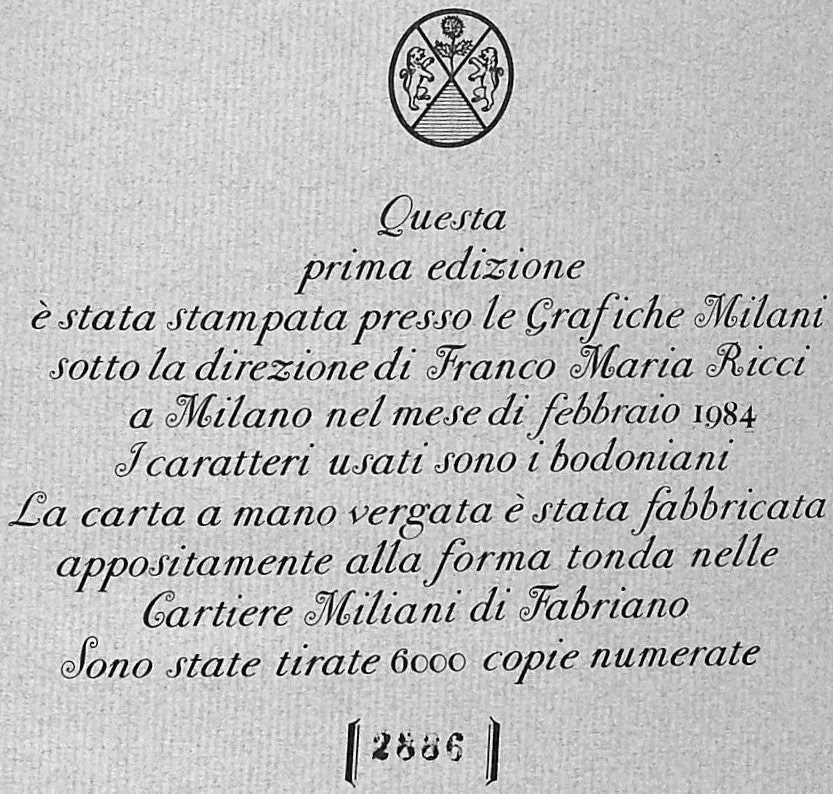 Questa
prima edizione
è stata stampata presso le Grafiche Milani
sotto la direzione di Franco Maria Ricci
a Milano nel mese di febbraio 1984
I caratteri usati sono i bodoniani
La carta a mano vergata è stata fabbricata
appositamente alla forma tonda nelle
Cartiere Miliani di Fabriano
Sono state tirate 6000 copie numerate
[2886]